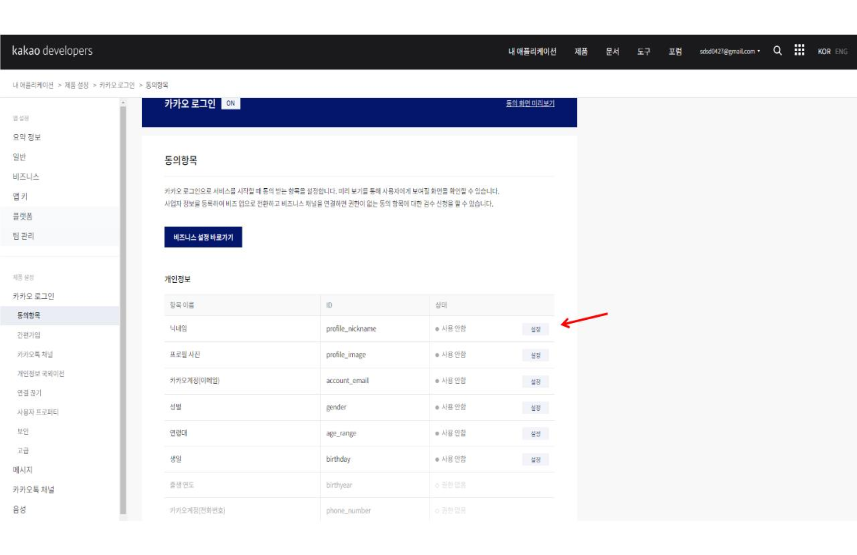 kakao developers
내 애플리케이션 제품 문서 도구 포럼 sdsd0427@gmail.com KOR ENG
내 애플리케이션 > 제품 설정 > 카카오 로그인 > 동의항목
앱 설정
요약 정보
일반
비즈니스
앱 키
플랫폼
팀 관리
제품 설정
카카오 로그인
동의항목
간편가입
카카오톡 채널
개인정보 국외이전
연결 끊기
사용자 프로퍼티
보안
고급
메시지
카카오톡 채널
음성
카카오 로그인 ON 동의 화면 미리보기
동의항목
카카오 로그인으로 서비스를 시작할 때 동의 받는 항목을 설정합니다. 미리 보기를 통해 사용자에게 보여질 화면을 확인할 수 있습니다.
사업자 정보를 등록하여 비즈 앱으로 전환하고 비즈니스 채널을 연결하면 권한이 없는 동의 항목에 대한 검수 신청을 할 수 있습니다.
비즈니스 설정 바로가기
개인정보
항목 이름 ID 상태
닉네임 profile_nickname 사용 안함 설정
프로필 사진 profile_image 사용 안함 설정
카카오계정(이메일) account_email 사용 안함 설정
성별 gender 사용 안함 설정
연령대 age_range 사용 안함 설정
생일 birthday 사용 안함 설정
출생 연도 birthyear 권한 없음
카카오계정(전화번호) phone_number 권한 없음